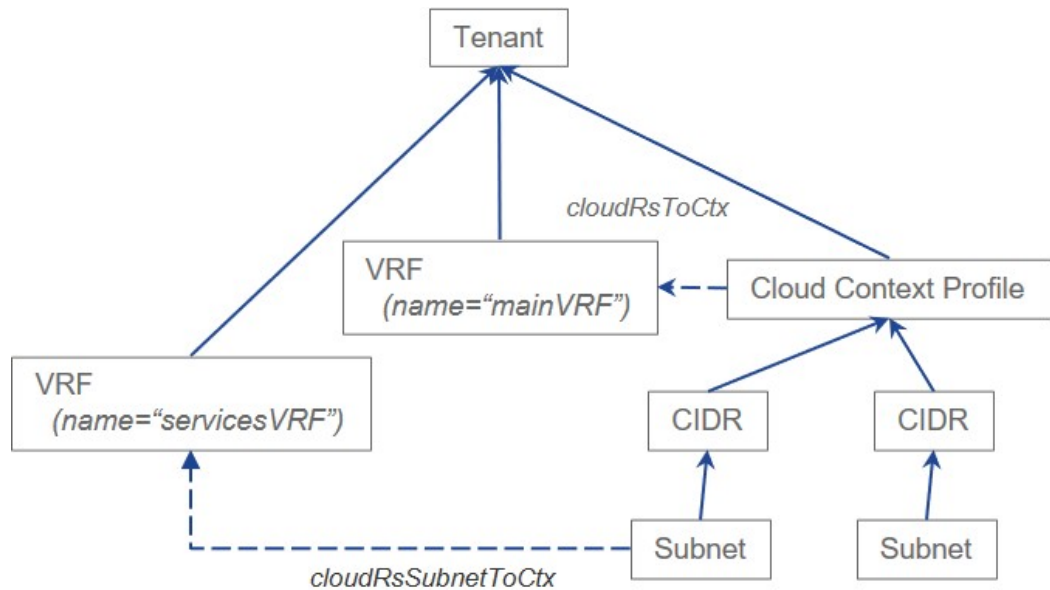 Tenant
cloudRsToCtx
VRF
(name=“mainVRF”)
Cloud Context Profile
VRF
(name=“servicesVRF”)
CIDR
CIDR
Subnet
Subnet
cloudRsSubnetToCtx